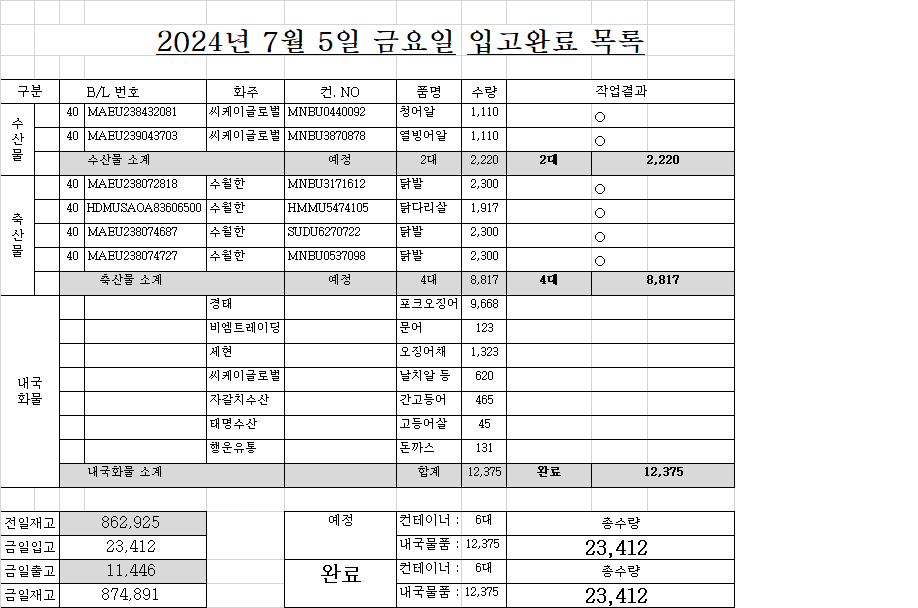 2024년 7월 5일 금요일 입고완료 목록
구분 B/L 번호 화주 컨. NO 품명 수량 작업결과
수산물
40 MAEU238432081 씨케이글로벌 MNBU0440092 청어알 1,110 ○
40 MAEU239043703 씨케이글로벌 MNBU3870878 열빙어알 1,110 ○
수산물 소계 예정 2대 2,220 2대 2,220
축산물
40 MAEU238072818 수월한 MNBU3171612 닭발 2,300 ○
40 HDMUSAOA83606500 수월한 HMMU5474105 닭다리살 1,917 ○
40 MAEU238074687 수월한 SUDU6270722 닭발 2,300 ○
40 MAEU238074727 수월한 MNBU0537098 닭발 2,300 ○
축산물 소계 예정 4대 8,817 4대 8,817
내국
화물
경태 포크오징어 9,668
비엠트레이딩 문어 123
세현 오징어채 1,323
씨케이글로벌 날치알 등 620
자갈치수산 간고등어 465
태명수산 고등어살 45
행운유통 돈까스 131
내국화물 소계 합계 12,375 완료 12,375
전일재고 862,925 예정 컨테이너 : 6대 총수량
금일입고 23,412 내국물품 : 12,375 23,412
금일출고 11,446 완료 컨테이너 : 6대 총수량
금일재고 874,891 내국물품 : 12,375 23,412